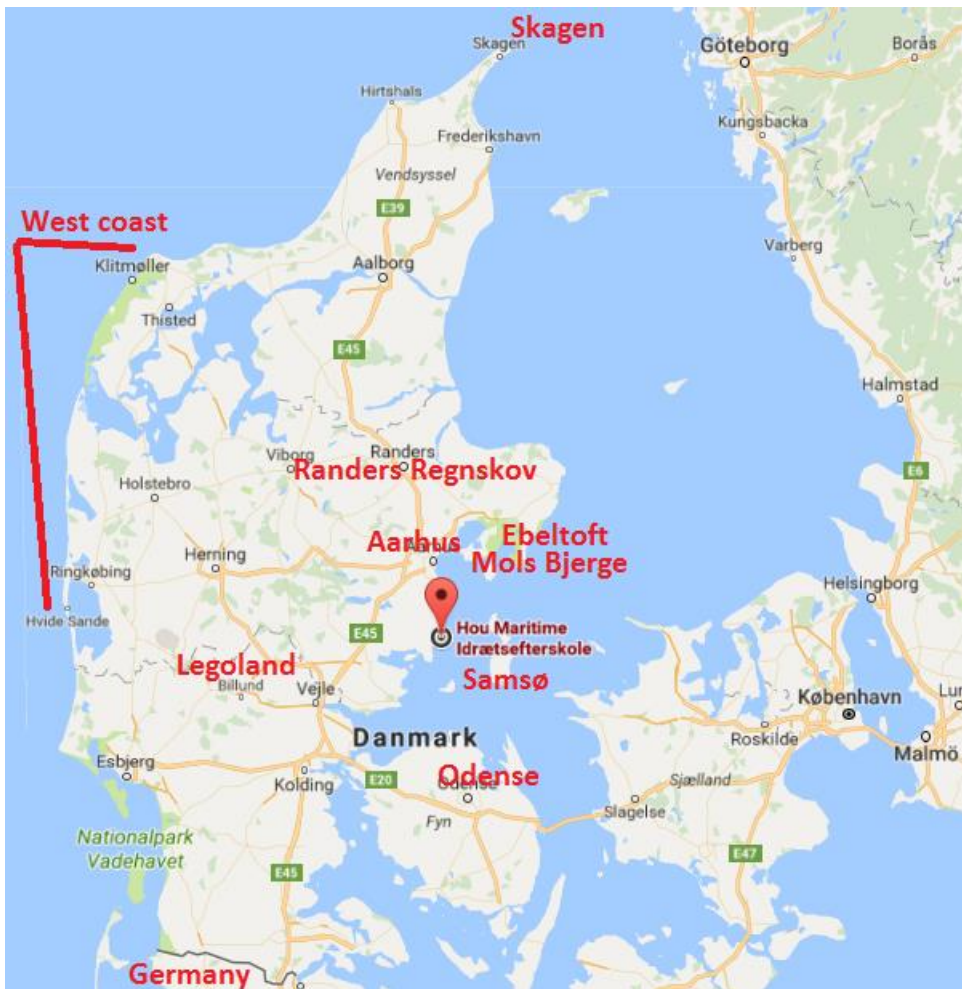 Skagen
Skagen
Göteborg
Borås
Hirtshals
Kungsbacka
Frederikshavn
Vendsyssel
E39
West coast
Varberg
Klitmøller
Aalborg
Thisted
E45
Halmstad
Viborg
Randers
Randers Regnskov
E6
Holstebro
Ebeltoft
Aarhus
Mols Bjerge
Herning
Ringkøbing
Helsingborg
Hvide Sande
E45
Hou Maritime
Idrætsefterskole
Legoland
Samsø
Billund
Vejle
København
Lun
Roskilde
Danmark
Malmö
Esbjerg
Kolding
E20
Odense
Odense
Sjælland
Slagelse
Fyn
Nationalpark
Vadehavet
E47
E45
Germany